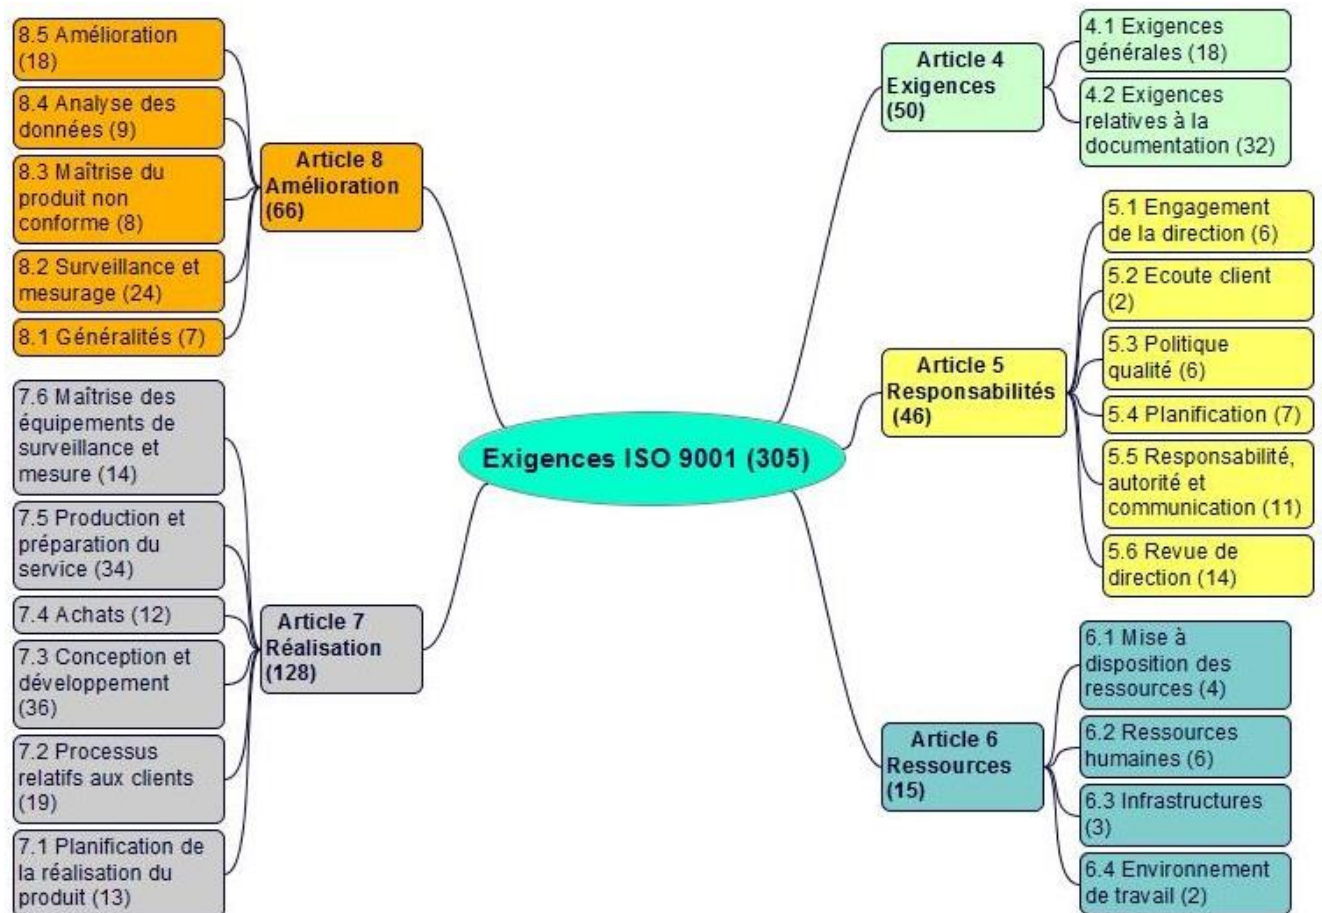 Exigences ISO 9001 (305)
Article 4
Exigences
(50)
4.1 Exigences
générales (18)
4.2 Exigences
relatives à la
documentation (32)
Article 5
Responsabilités
(46)
5.1 Engagement
de la direction (6)
5.2 Ecoute client
(2)
5.3 Politique
qualité (6)
5.4 Planification (7)
5.5 Responsabilité,
autorité et
communication (11)
5.6 Revue de
direction (14)
Article 6
Ressources
(15)
6.1 Mise à
disposition des
ressources (4)
6.2 Ressources
humaines (6)
6.3 Infrastructures
(3)
6.4 Environnement
de travail (2)
Article 7
Réalisation
(128)
7.6 Maîtrise des
équipements de
surveillance et
mesure (14)
7.5 Production et
préparation du
service (34)
7.4 Achats (12)
7.3 Conception et
développement
(36)
7.2 Processus
relatifs aux clients
(19)
7.1 Planification de
la réalisation du
produit (13)
Article 8
Amélioration
(66)
8.5 Amélioration
(18)
8.4 Analyse des
données (9)
8.3 Maîtrise du
produit non
conforme (8)
8.2 Surveillance et
mesurage (24)
8.1 Généralités (7)